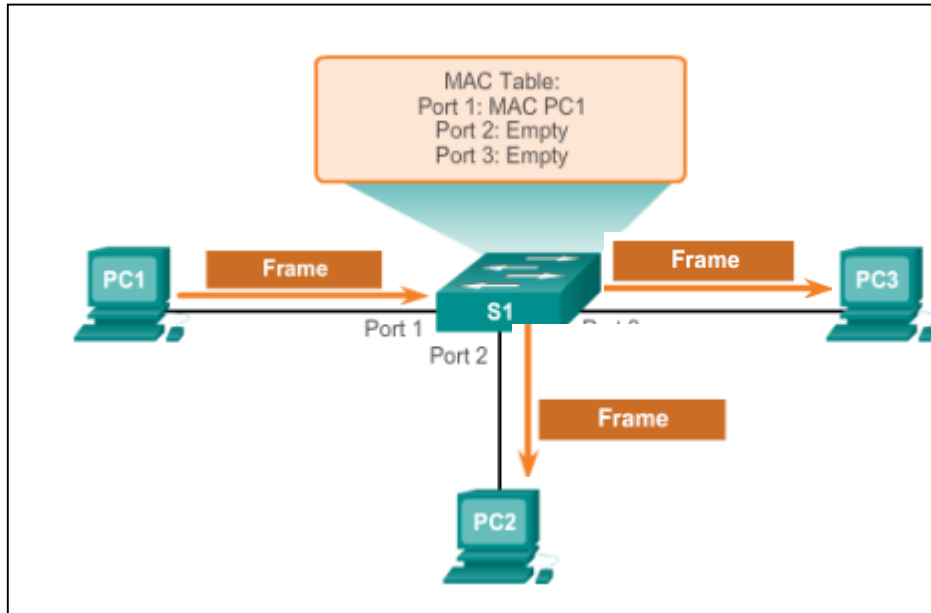 MAC Table:
Port 1: MAC PC1
Port 2: Empty
Port 3: Empty
PC1
Frame
S1
Frame
PC3
Port 1
Port 2
Frame
PC2